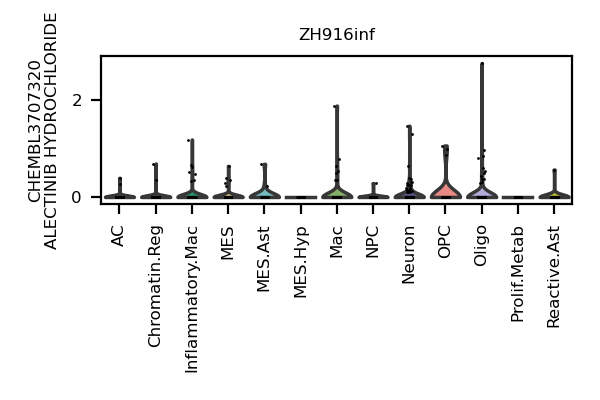 ZH916inf
CHEMBL3707320
ALECTINIB HYDROCHLORIDE
2
0
AC
Chromatin.Reg
Inflammatory.Mac
MES
MES.Ast
MES.Hyp
Mac
NPC
Neuron
OPC
Oligo
Prolif.Metab
Reactive.Ast